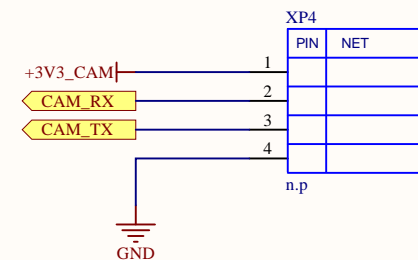 XP4
PIN NET
+3V3_CAM 1
CAM_RX 2
CAM_TX 3
4
n.p
GND